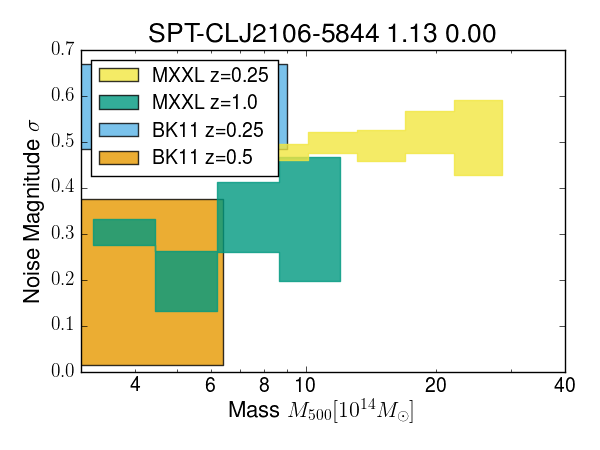 SPT-CLJ2106-5844 1.13 0.00
MXXL z=0.25
MXXL z=1.0
BK11 z=0.25
BK11 z=0.5
Noise Magnitude σ
0.7
0.6
0.5
0.4
0.3
0.2
0.1
0.0
4 6 8 10 20 40
Mass M₅₀₀[10¹⁴M☉]